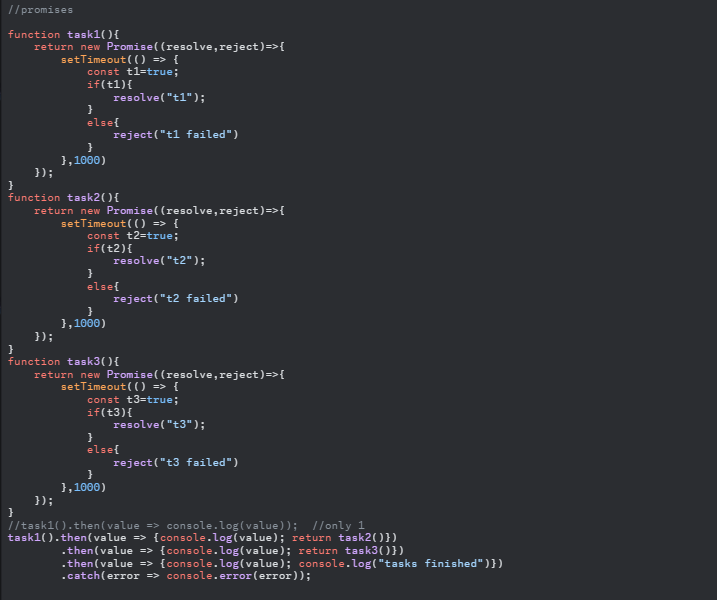 //promises
function task1(){
    return new Promise((resolve,reject)=>{
        setTimeout(() => {
            const t1=true;
            if(t1){
                resolve("t1");
            }
            else{
                reject("t1 failed")
            }
        },1000)
    });
}
function task2(){
    return new Promise((resolve,reject)=>{
        setTimeout(() => {
            const t2=true;
            if(t2){
                resolve("t2");
            }
            else{
                reject("t2 failed")
            }
        },1000)
    });
}
function task3(){
    return new Promise((resolve,reject)=>{
        setTimeout(() => {
            const t3=true;
            if(t3){
                resolve("t3");
            }
            else{
                reject("t3 failed")
            }
        },1000)
    });
}
//task1().then(value => console.log(value));  //only 1
task1().then(value => {console.log(value); return task2()})
        .then(value => {console.log(value); return task3()})
        .then(value => {console.log(value); console.log("tasks finished")})
        .catch(error => console.error(error));